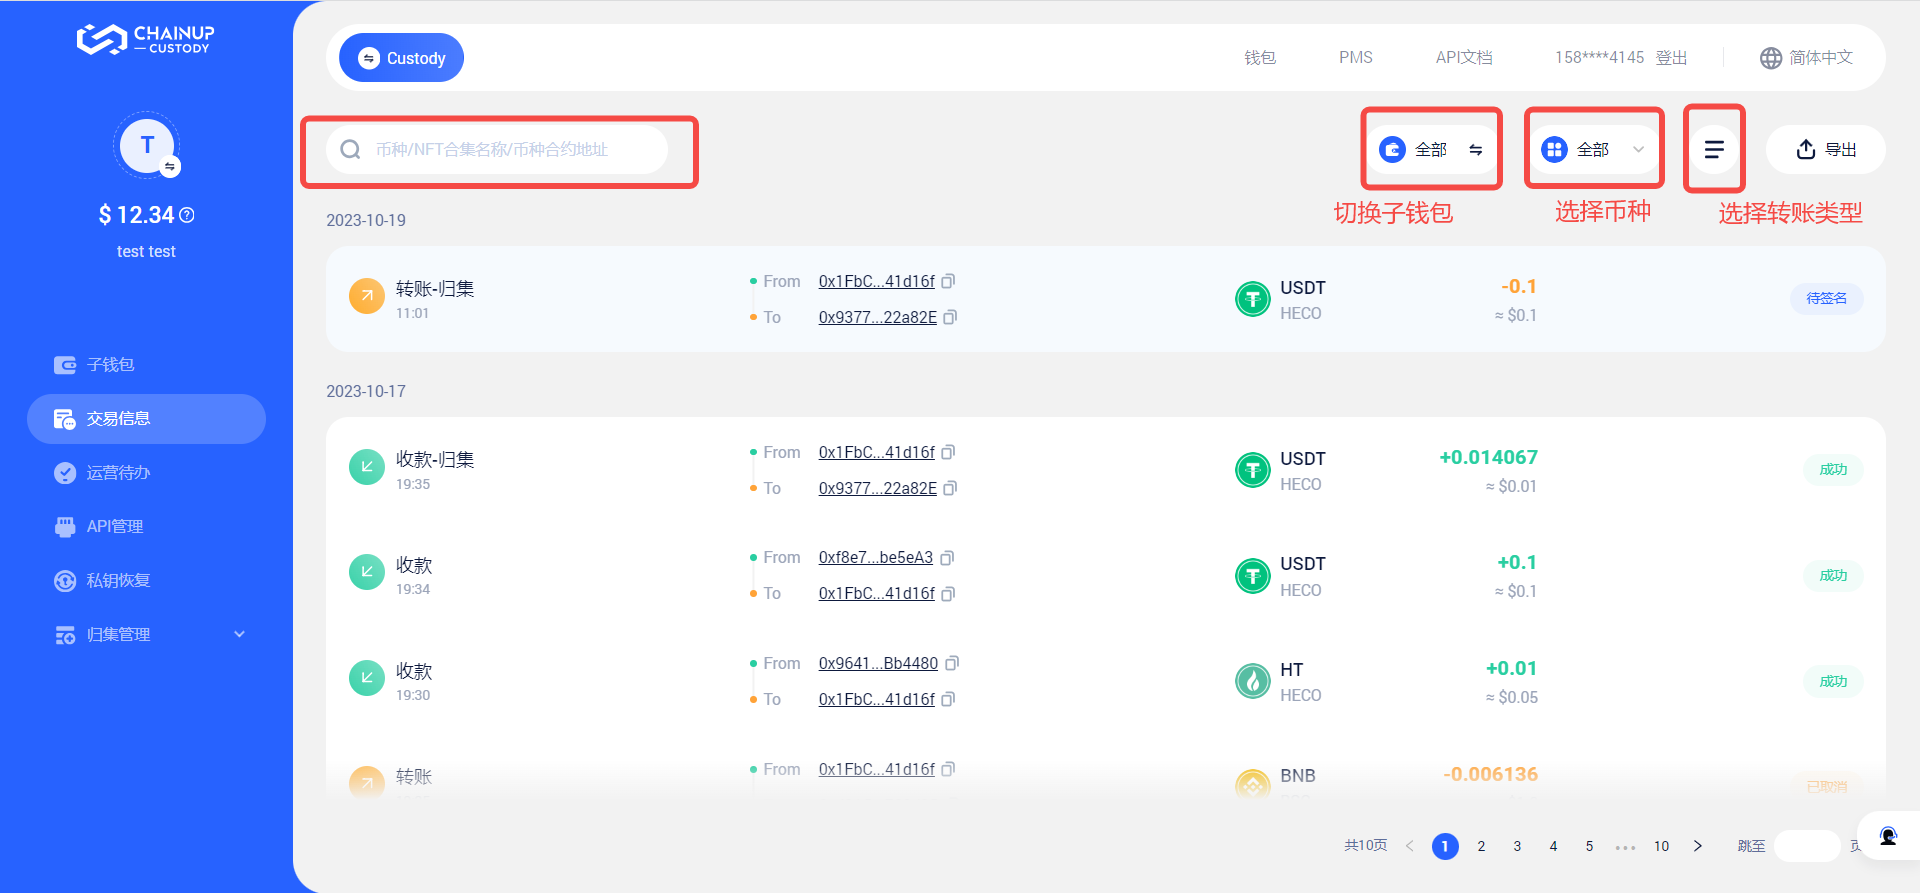 CHAINUP
CUSTODY
T
$ 12.34
test test
子钱包
交易信息
运营待办
API管理
私钥恢复
归集管理
Custody
钱包
PMS
API文档
158****4145
登出
简体中文
币种/NFT合集名称/币种合约地址
全部
全部
导出
切换子钱包
选择币种
选择转账类型
2023-10-19
转账-归集
11:01
From 0x1FbC...41d16f
To 0x9377...22a82E
USDT
HECO
-0.1
≈ $0.1
待签名
2023-10-17
收款-归集
19:35
From 0x1FbC...41d16f
To 0x9377...22a82E
USDT
HECO
+0.014067
≈ $0.01
成功
收款
19:34
From 0xf8e7...be5eA3
To 0x1FbC...41d16f
USDT
HECO
+0.1
≈ $0.1
成功
收款
19:30
From 0x9641...Bb4480
To 0x1FbC...41d16f
HT
HECO
+0.01
≈ $0.05
成功
转账
From 0x1FbC...41d16f
BNB
-0.006136
已取消
共10页 1 2 3 4 5 ••• 10 跳至